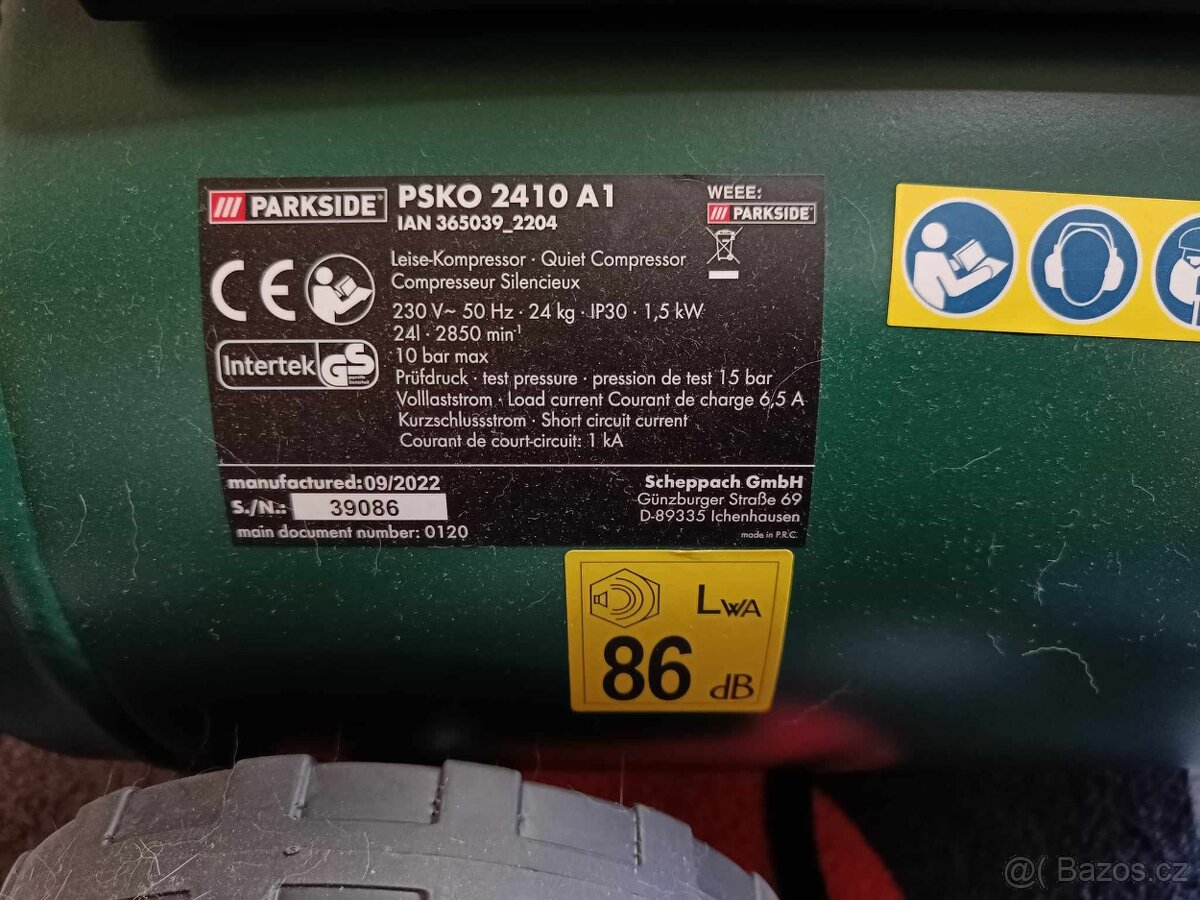 PARKSIDE
PSKO 2410 A1
IAN 365039_2204
WEEE:
PARKSIDE
CE
Leise-Kompressor · Quiet Compressor
Compresseur Silencieux
230 V~ 50 Hz · 24 kg · IP30 · 1,5 kW
24l · 2850 min⁻¹
10 bar max
Intertek GS
geprüfte Sicherheit
Prüfdruck · test pressure · pression de test 15 bar
Volllaststrom · Load current Courant de charge 6,5 A
Kurzschlussstrom · Short circuit current
Courant de court-circuit: 1 kA
manufactured: 09/2022
S./N.: 39086
main document number: 0120
Scheppach GmbH
Günzburger Straße 69
D-89335 Ichenhausen
made in P.R.C.
LWA
86 dB
@( Bazos.cz